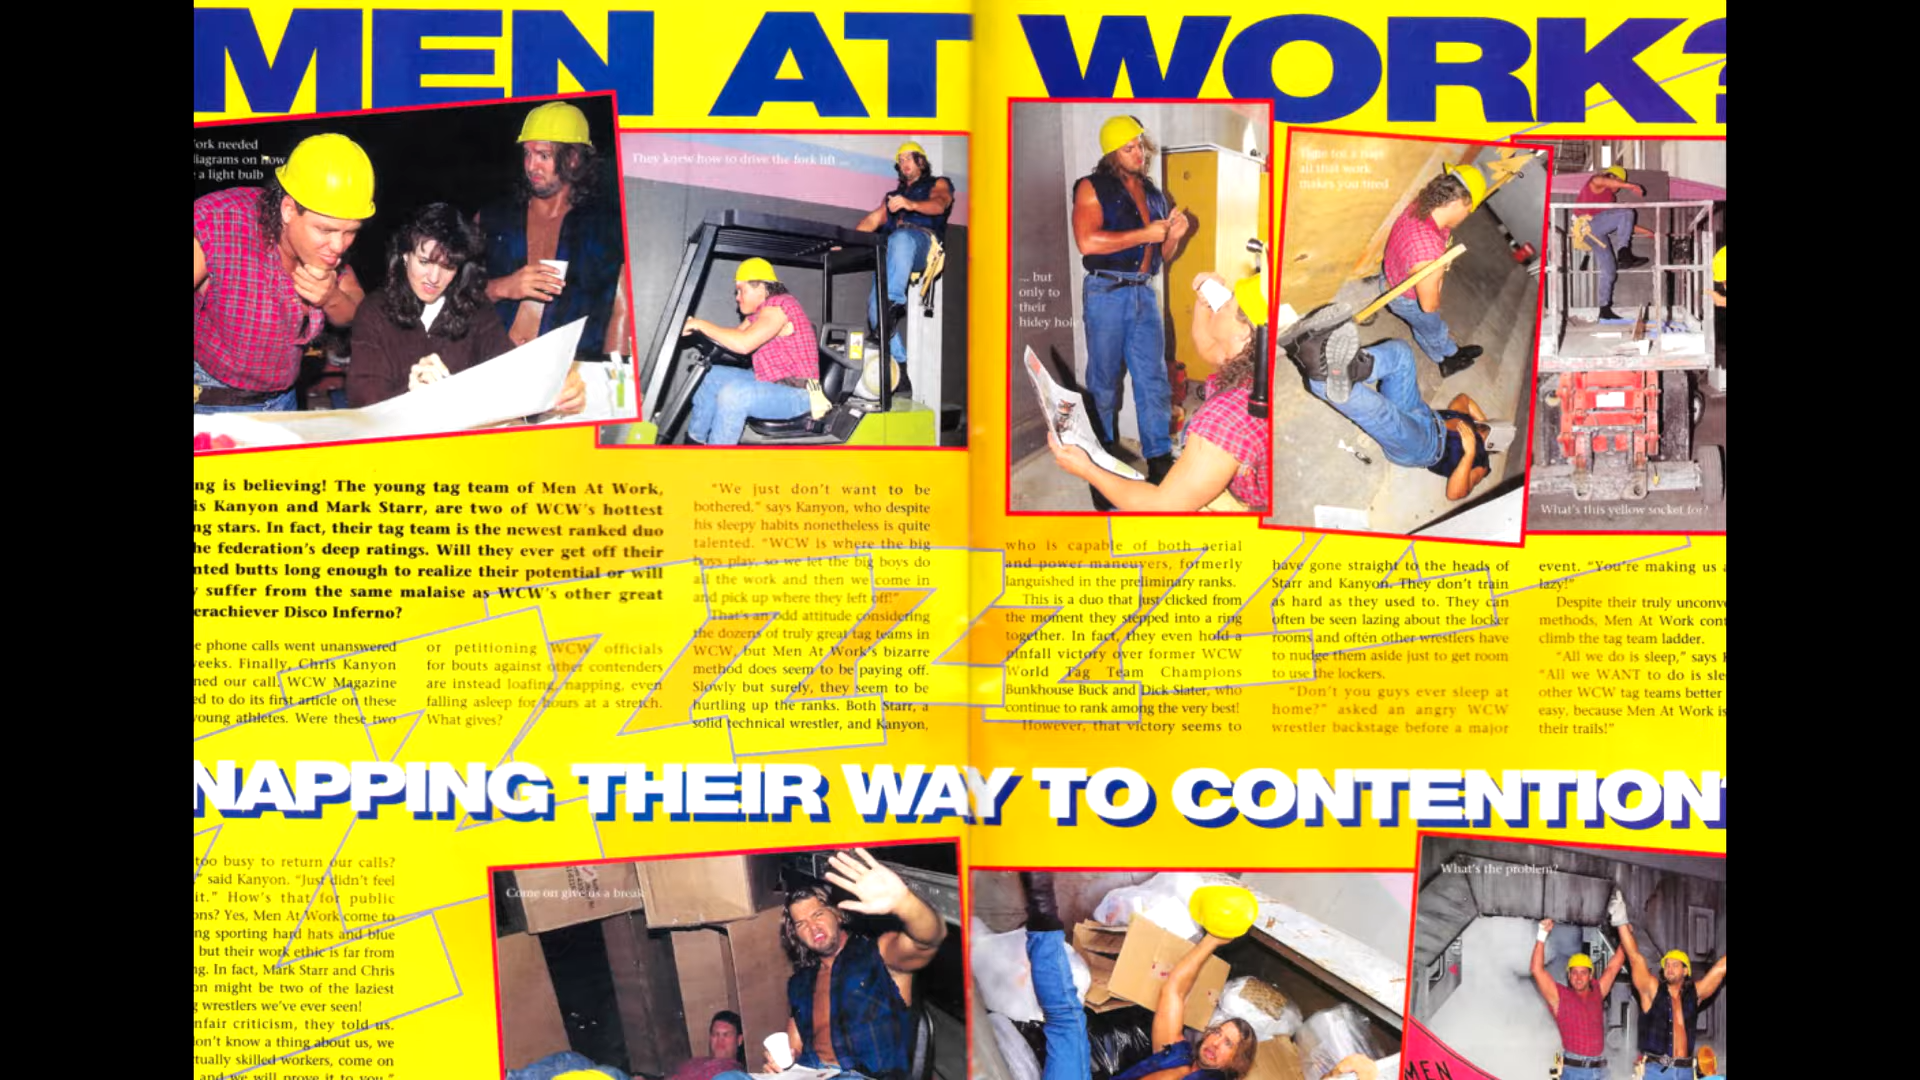 MEN AT WORK?
ork needed
iagrams on how
a light bulb
They knew how to drive the fork lift ...
... but
only to
their
hidey hole
Time for a nap;
all that work
makes you tired
What's this yellow socket for?
ng is believing! The young tag team of Men At Work,
is Kanyon and Mark Starr, are two of WCW's hottest
ng stars. In fact, their tag team is the newest ranked duo
he federation's deep ratings. Will they ever get off their
nted butts long enough to realize their potential or will
suffer from the same malaise as WCW's other great
erachiever Disco Inferno?
e phone calls went unanswered
eeks. Finally, Chris Kanyon
ned our call. WCW Magazine
ed to do its first article on these
young athletes. Were these two
or petitioning WCW officials
for bouts against other contenders
are instead loafing, napping, even
falling asleep for hours at a stretch.
What gives?
"We just don't want to be
bothered," says Kanyon, who despite
his sleepy habits nonetheless is quite
talented. "WCW is where the big
boys play, so we let the big boys do
all the work and then we come in
and pick up where they left off."
That's an odd attitude considering
the dozens of truly great tag teams in
WCW, but Men At Work's bizarre
method does seem to be paying off.
Slowly but surely, they seem to be
hurtling up the ranks. Both Starr, a
solid technical wrestler, and Kanyon,
who is capable of both aerial
and power maneuvers, formerly
languished in the preliminary ranks.
This is a duo that just clicked from
the moment they stepped into a ring
together. In fact, they even hold a
pinfall victory over former WCW
World Tag Team Champions
Bunkhouse Buck and Dick Slater, who
continue to rank among the very best!
However, that victory seems to
have gone straight to the heads of
Starr and Kanyon. They don't train
as hard as they used to. They can
often be seen lazing about the locker
rooms and often other wrestlers have
to nudge them aside just to get room
to use the lockers.
"Don't you guys ever sleep at
home?" asked an angry WCW
wrestler backstage before a major
event. "You're making us a
lazy!"
Despite their truly unconv
methods, Men At Work cont
climb the tag team ladder.
"All we do is sleep," says
"All we WANT to do is sle
other WCW tag teams better
easy, because Men At Work is
their trails!"
NAPPING THEIR WAY TO CONTENTION
too busy to return our calls?
" said Kanyon. "Just didn't feel
it." How's that for public
ons? Yes, Men At Work come to
ng sporting hard hats and blue
but their work ethic is far from
ng. In fact, Mark Starr and Chris
on might be two of the laziest
wrestlers we've ever seen!
nfair criticism, they told us.
on't know a thing about us, we
tually skilled workers, come on
and we will prove it to you."
Come on give us a break
What's the problem?
MEN